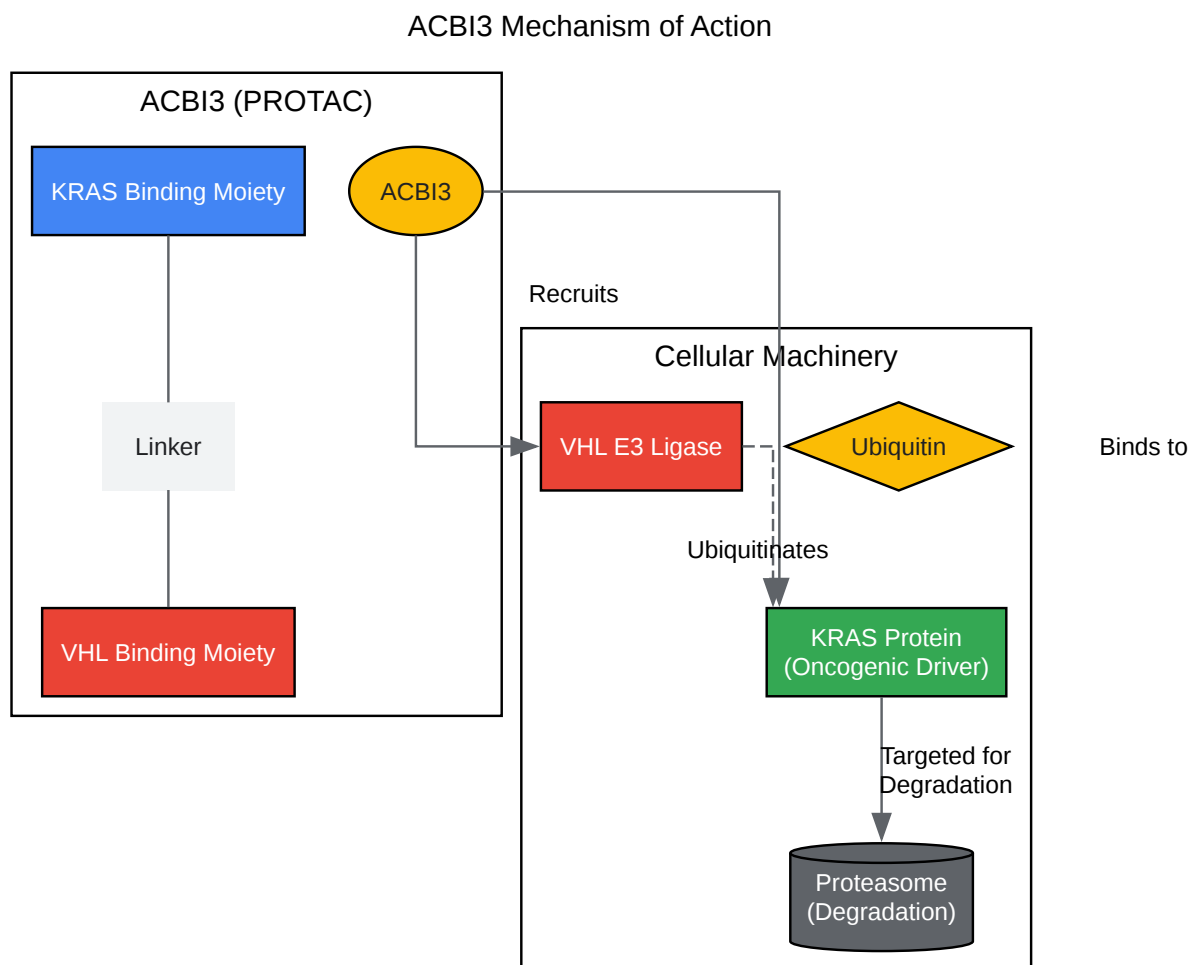 ACBI3 Mechanism of Action
ACBI3 (PROTAC)
KRAS Binding Moiety
ACBI3
Recruits
Cellular Machinery
Linker
VHL E3 Ligase
Ubiquitin
Binds to
Ubiquitinates
VHL Binding Moiety
KRAS Protein
(Oncogenic Driver)
Targeted for
Degradation
Proteasome
(Degradation)